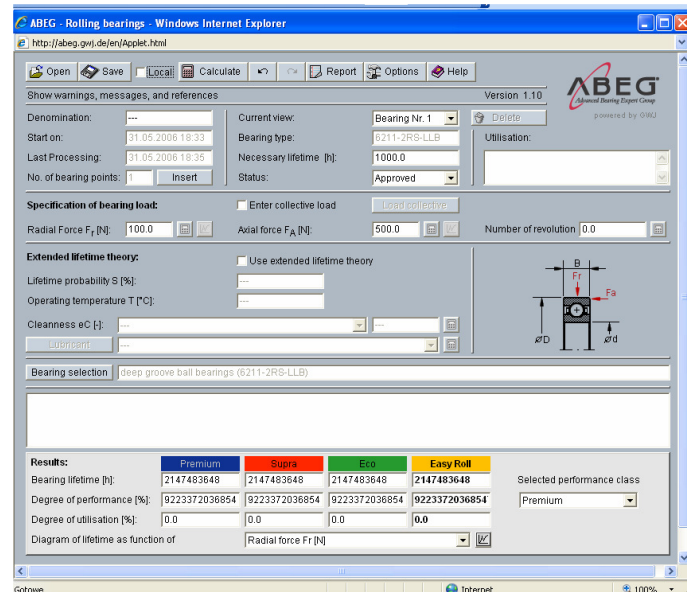 ABEG - Rolling bearings - Windows Internet Explorer
http://abeg.gwj.de/en/Applet.html
Open Save Local Calculate Report Options Help
Show warnings, messages, and references Version 1.10
ABEG
Advanced Bearing Expert Group
powered by GWJ
Denomination: --- Current view: Bearing Nr. 1 Delete
Start on: 31.05.2006 18:33 Bearing type: 6211-2RS-LLB Utilisation:
Last Processing: 31.05.2006 18:35 Necessary lifetime [h]: 1000.0
No. of bearing points: 1 Insert Status: Approved
Specification of bearing load: Enter collective load Load collective
Radial Force Fr [N]: 100.0 Axial force FA [N]: 500.0 Number of revolution 0.0
Extended lifetime theory: Use extended lifetime theory
Lifetime probability S [%]: ---
Operating temperature T [°C]: ---
Cleanness eC [-]: --- ---
Lubricant ---
B
Fr
Fa
øD ød
Bearing selection deep groove ball bearings (6211-2RS-LLB)
Results: Premium Supra Eco Easy Roll
Bearing lifetime [h]: 2147483648 2147483648 2147483648 2147483648 Selected performance class
Degree of performance [%]: 9223372036854 9223372036854 9223372036854 9223372036854 Premium
Degree of utilisation [%]: 0.0 0.0 0.0 0.0
Diagram of lifetime as function of Radial force Fr [N]
Gotowe Internet 100%